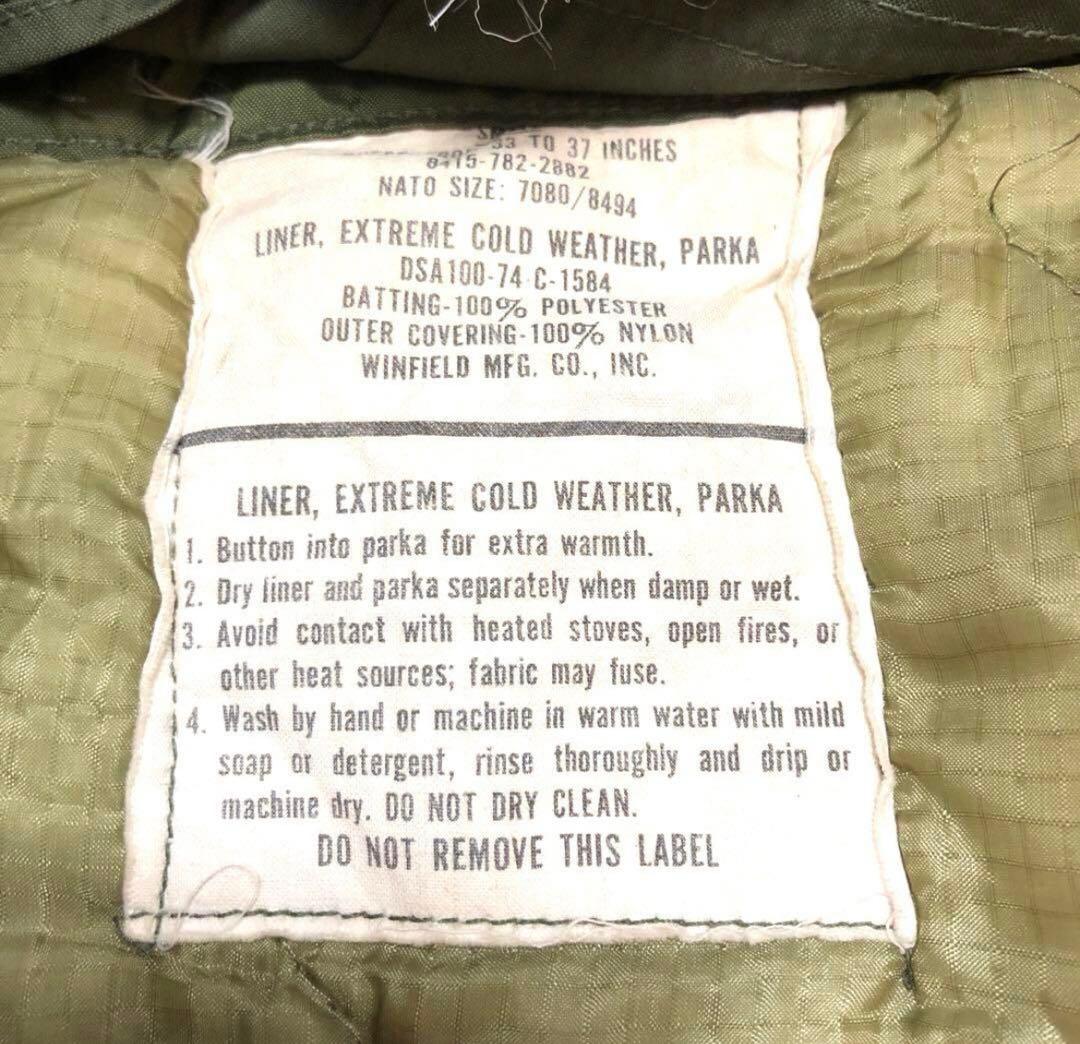 33 TO 37 INCHES
8415-782-2882
NATO SIZE: 7080/8494
LINER, EXTREME COLD WEATHER, PARKA
DSA100-74-C-1584
BATTING-100% POLYESTER
OUTER COVERING-100% NYLON
WINFIELD MFG. CO., INC.
LINER, EXTREME COLD WEATHER, PARKA
1. Button into parka for extra warmth.
2. Dry liner and parka separately when damp or wet.
3. Avoid contact with heated stoves, open fires, or
other heat sources; fabric may fuse.
4. Wash by hand or machine in warm water with mild
soap or detergent, rinse thoroughly and drip or
machine dry. DO NOT DRY CLEAN.
DO NOT REMOVE THIS LABEL